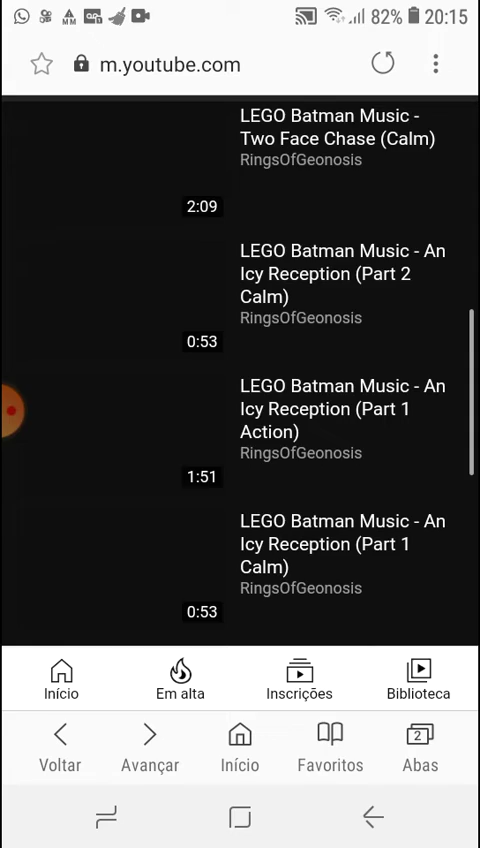 82% 20:15
m.youtube.com
LEGO Batman Music -
Two Face Chase (Calm)
RingsOfGeonosis
2:09
LEGO Batman Music - An
Icy Reception (Part 2
Calm)
RingsOfGeonosis
0:53
LEGO Batman Music - An
Icy Reception (Part 1
Action)
RingsOfGeonosis
1:51
LEGO Batman Music - An
Icy Reception (Part 1
Calm)
RingsOfGeonosis
0:53
Início Em alta Inscrições Biblioteca
2
Voltar Avançar Início Favoritos Abas